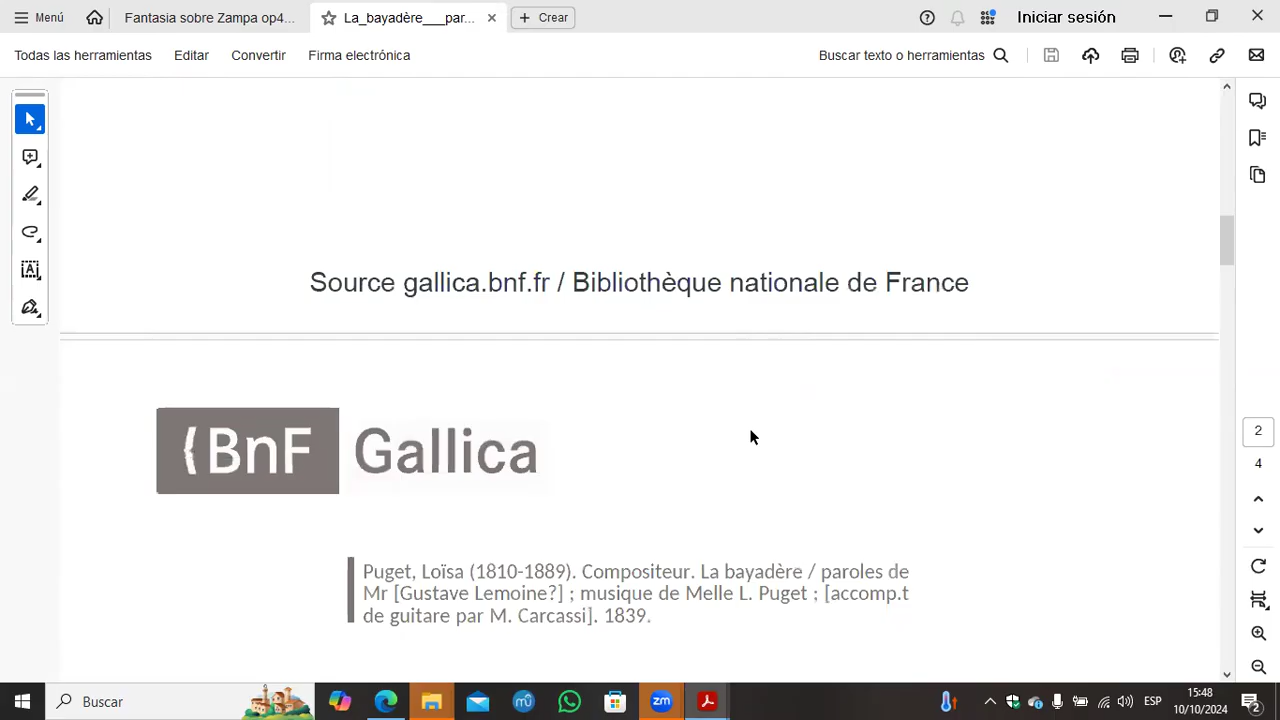 Menú
Fantasia sobre Zampa op4...
La_bayadère___par...
Crear
Iniciar sesión
Todas las herramientas
Editar
Convertir
Firma electrónica
Buscar texto o herramientas
Source gallica.bnf.fr / Bibliothèque nationale de France
{BnF Gallica
Puget, Loïsa (1810-1889). Compositeur. La bayadère / paroles de
Mr [Gustave Lemoine?] ; musique de Melle L. Puget ; [accomp.t
de guitare par M. Carcassi]. 1839.
2
4
Buscar
zm
ESP
15:48
10/10/2024
2